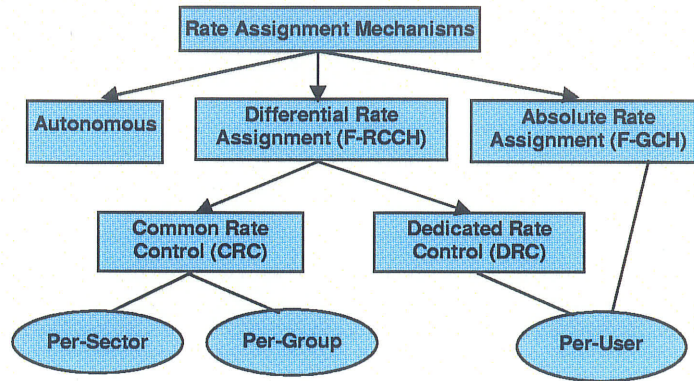 Rate Assignment Mechanisms
Autonomous
Differential Rate
Assignment (F-RCCH)
Absolute Rate
Assignment (F-GCH)
Common Rate
Control (CRC)
Dedicated Rate
Control (DRC)
Per-Sector
Per-Group
Per-User